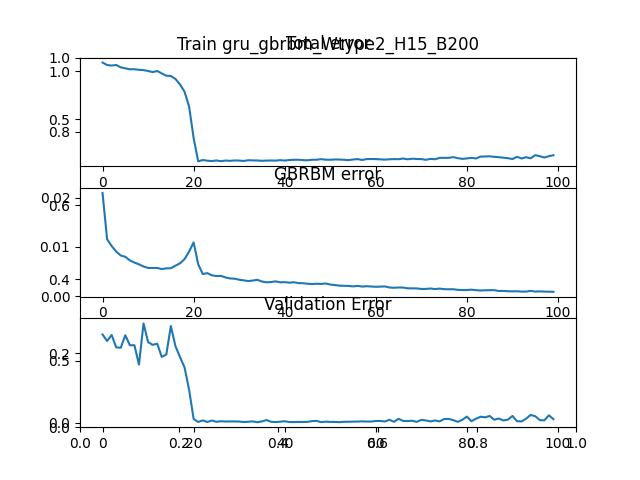 Train gru_gbrbm_Wtype2_H15_B200
Total error
1.0
1.0
0.5
0.8
0 20 40 60 80 100
GBRBM error
0.02
0.6
0.01
0.4
0.00
0 20 40 60 80 100
Validation Error
0.2
0.5
0.0
0.0
0.0 0 0.2 20 0.4 40 0.6 60 80 0.8 100 1.0